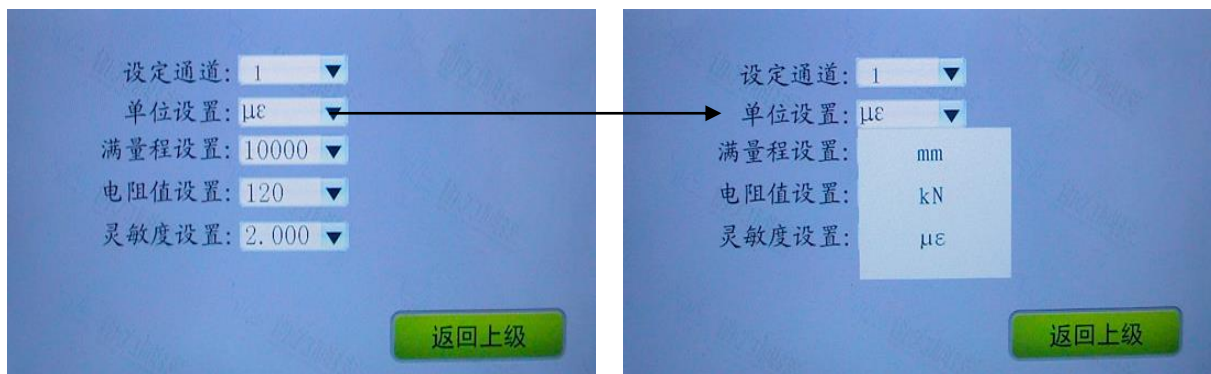 设定通道: 1
单位设置: με
满量程设置: 10000
电阻值设置: 120
灵敏度设置: 2.000
返回上级
设定通道: 1
单位设置: με
满量程设置:
mm
电阻值设置:
kN
灵敏度设置:
με
返回上级